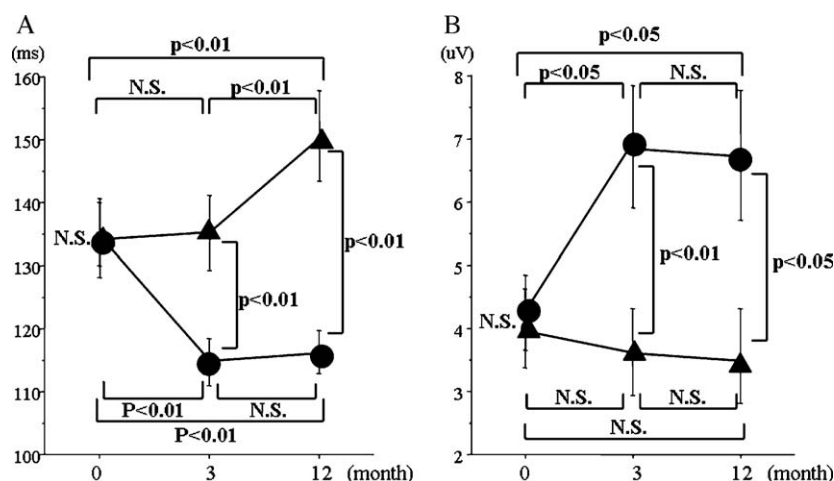 A
(ms)
p<0.01
N.S.
p<0.01
160
150
140
130
120
110
100
N.S.
p<0.01
p<0.01
P<0.01
N.S.
P<0.01
0
3
12
(month)
B
(uV)
p<0.05
p<0.05
N.S.
8
7
6
5
4
3
2
N.S.
p<0.01
p<0.05
N.S.
N.S.
N.S.
0
3
12
(month)